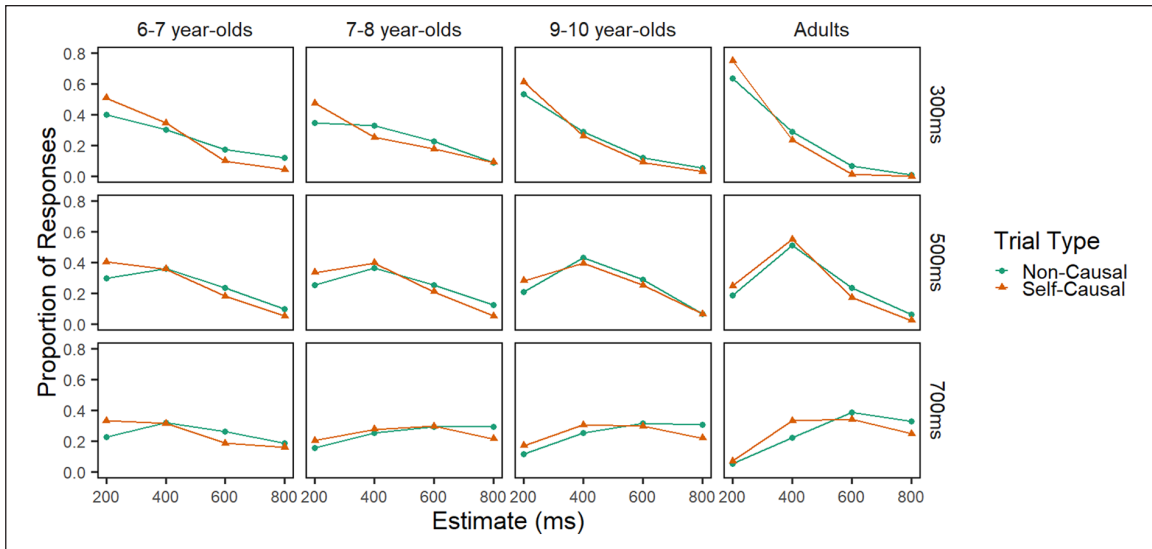 6-7 year-olds 7-8 year-olds 9-10 year-olds Adults
0.8
0.6
0.4
0.2
0.0
300ms
0.8
0.6
0.4
0.2
0.0
500ms
0.8
0.6
0.4
0.2
0.0
700ms
Proportion of Responses
200 400 600 800 200 400 600 800 200 400 600 800 200 400 600 800
Estimate (ms)
Trial Type
Non-Causal
Self-Causal